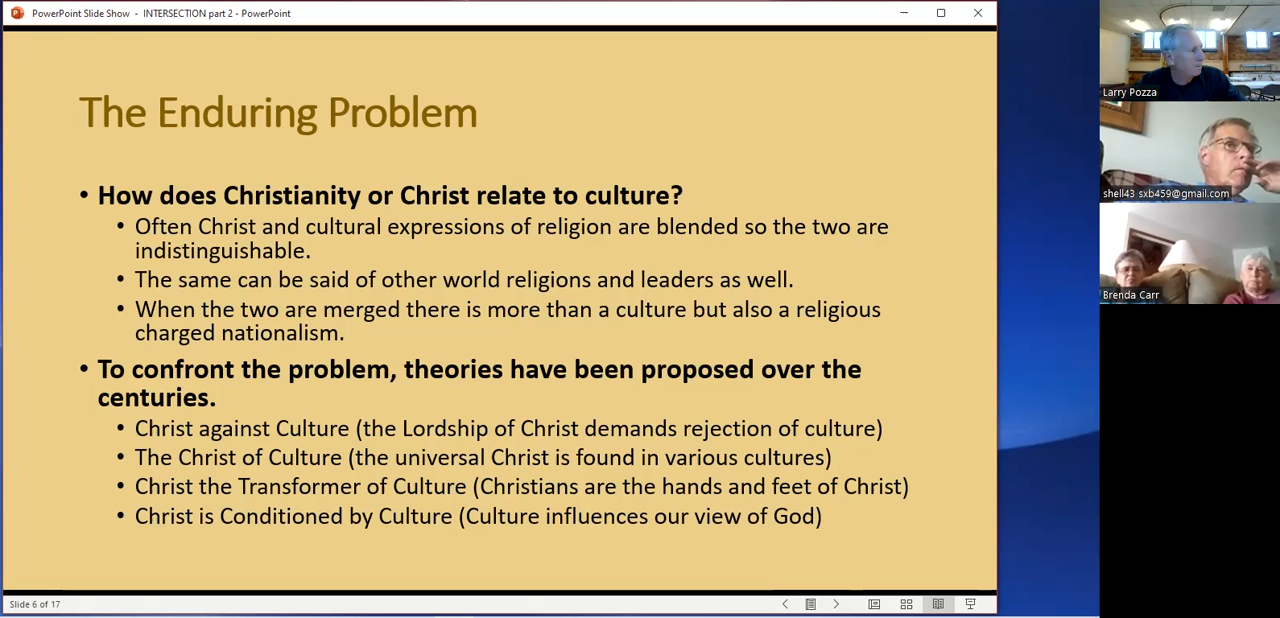 PowerPoint Slide Show - INTERSECTION part 2 - PowerPoint
The Enduring Problem
• How does Christianity or Christ relate to culture?
• Often Christ and cultural expressions of religion are blended so the two are
indistinguishable.
• The same can be said of other world religions and leaders as well.
• When the two are merged there is more than a culture but also a religious
charged nationalism.
• To confront the problem, theories have been proposed over the
centuries.
• Christ against Culture (the Lordship of Christ demands rejection of culture)
• The Christ of Culture (the universal Christ is found in various cultures)
• Christ the Transformer of Culture (Christians are the hands and feet of Christ)
• Christ is Conditioned by Culture (Culture influences our view of God)
Slide 6 of 17
Larry Pozza
shell43 sxb459@gmail.com
Brenda Carr